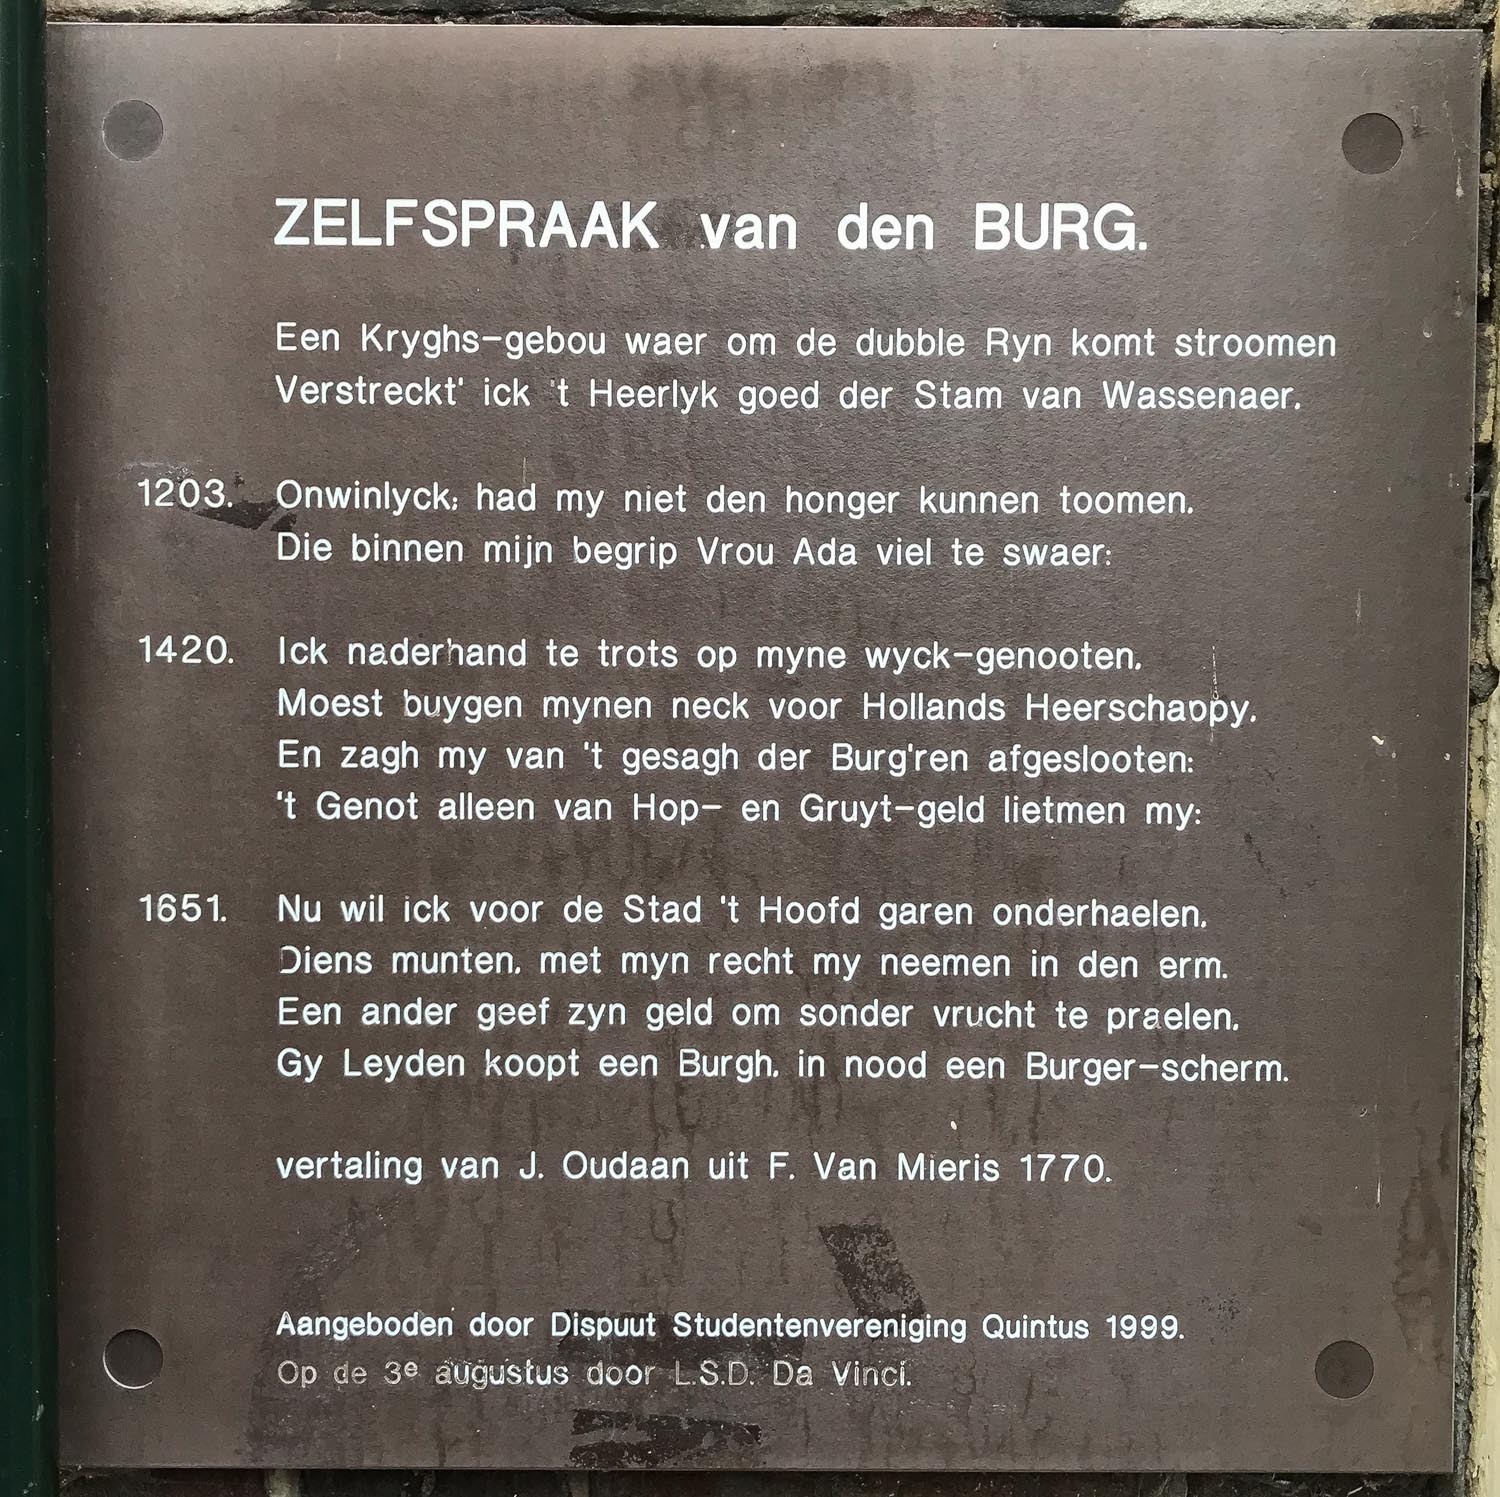 ZELFSPRAAK van den BURG.
Een Kryghs-gebou waer om de dubble Ryn komt stroomen
Verstreckt' ick 't Heerlyk goed der Stam van Wassenaer.
1203. Onwinlyck; had my niet den honger kunnen toomen.
Die binnen mijn begrip Vrou Ada viel te swaer:
1420. Ick naderhand te trots op myne wyck-genooten.
Moest buygen mynen neck voor Hollands Heerschappy.
En zagh my van 't gesagh der Burg'ren afgeslooten:
't Genot alleen van Hop- en Gruyt-geld lietmen my:
1651. Nu wil ick voor de Stad 't Hoofd garen onderhaelen.
Diens munten. met myn recht my neemen in den erm.
Een ander geef zyn geld om sonder vrucht te praelen.
Gy Leyden koopt een Burgh. in nood een Burger-scherm.
vertaling van J. Oudaan uit F. Van Mieris 1770.
Aangeboden door Dispuut Studentenvereniging Quintus 1999.
Op de 3e augustus door L.S.D. Da Vinci.